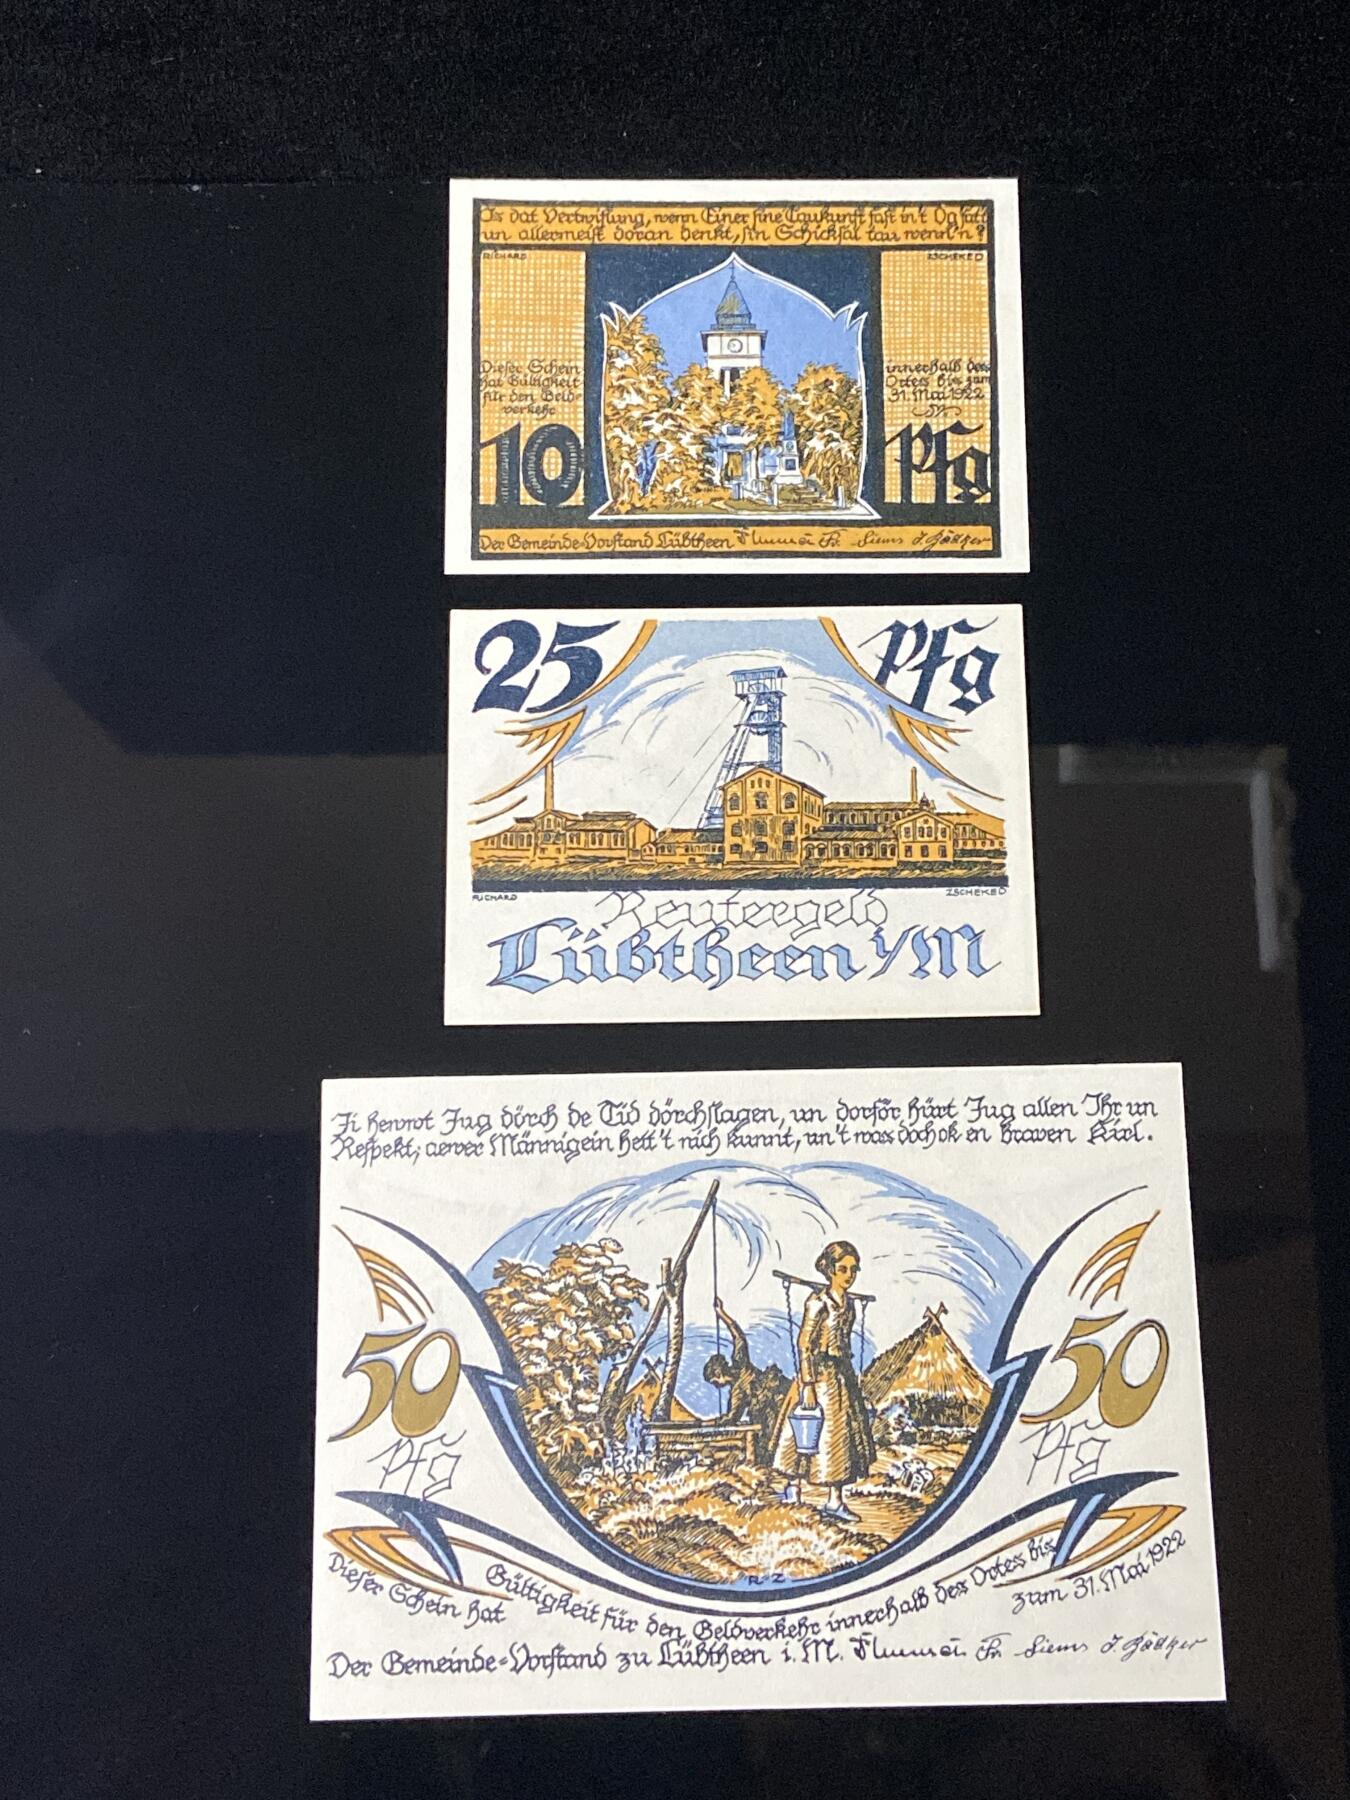 Is dat Vertwiflung, wenn Einer sine Taukunft fast in't Og fatt
un allermeist doran denkt, sin Schicksal tau wenn'n?
RICHARD ZSCHEKED
Dieser Schein
hat Gültigkeit
für den Geld-
verkehr
10
innerhalb des
Ortes bis zum
31. Mai 1922
Pfg
Der Gemeinde-Vorstand Lübtheen
25 Pfg
RICHARD ZSCHEKED
Reutergeld
Lübtheen i/M
Ji hewwt Jug dörch de Tid dörchslagen, un dorför hürt Jug allen Ihr un
Respekt; aewer Männigein hett't nich kunnt, un't was doch ok en braven Kirl.
50
Pfg
50
Pfg
R-Z
Dieser Schein hat Gültigkeit für den Geldverkehr innerhalb des Ortes bis
zum 31. Mai 1922
Der Gemeinde-Vorstand zu Lübtheen i. M.